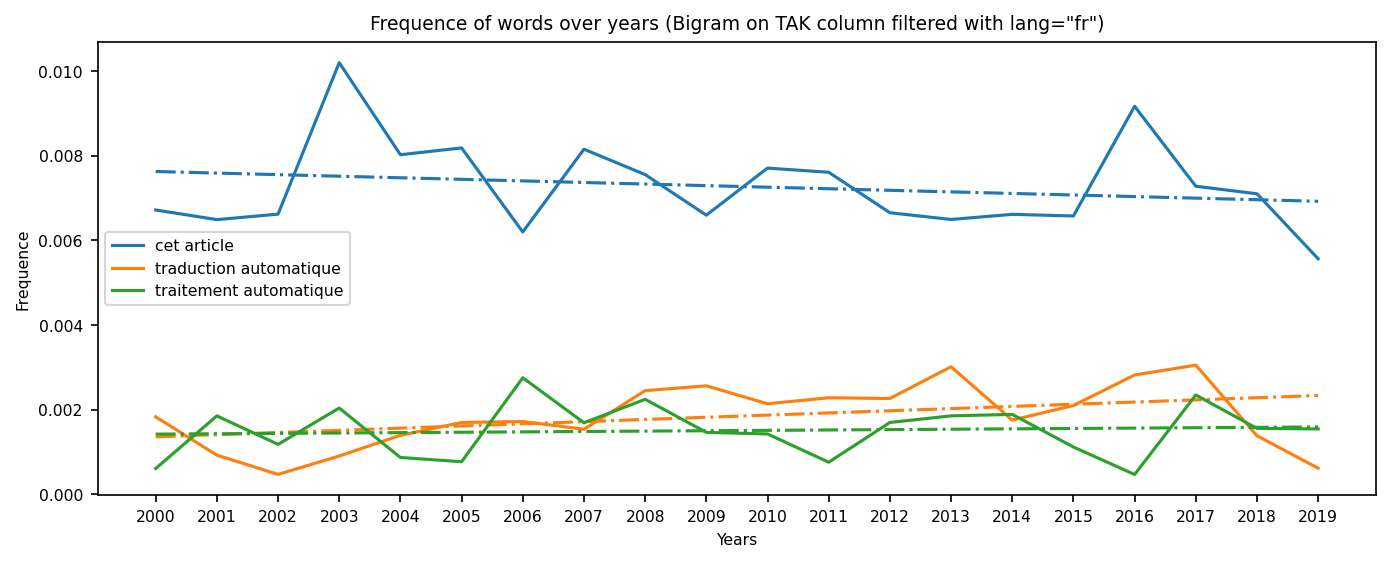 Frequence of words over years (Bigram on TAK column filtered with lang="fr")
0.010
0.008
0.006
0.004
0.002
0.000
Frequence
cet article
traduction automatique
traitement automatique
2000 2001 2002 2003 2004 2005 2006 2007 2008 2009 2010 2011 2012 2013 2014 2015 2016 2017 2018 2019
Years